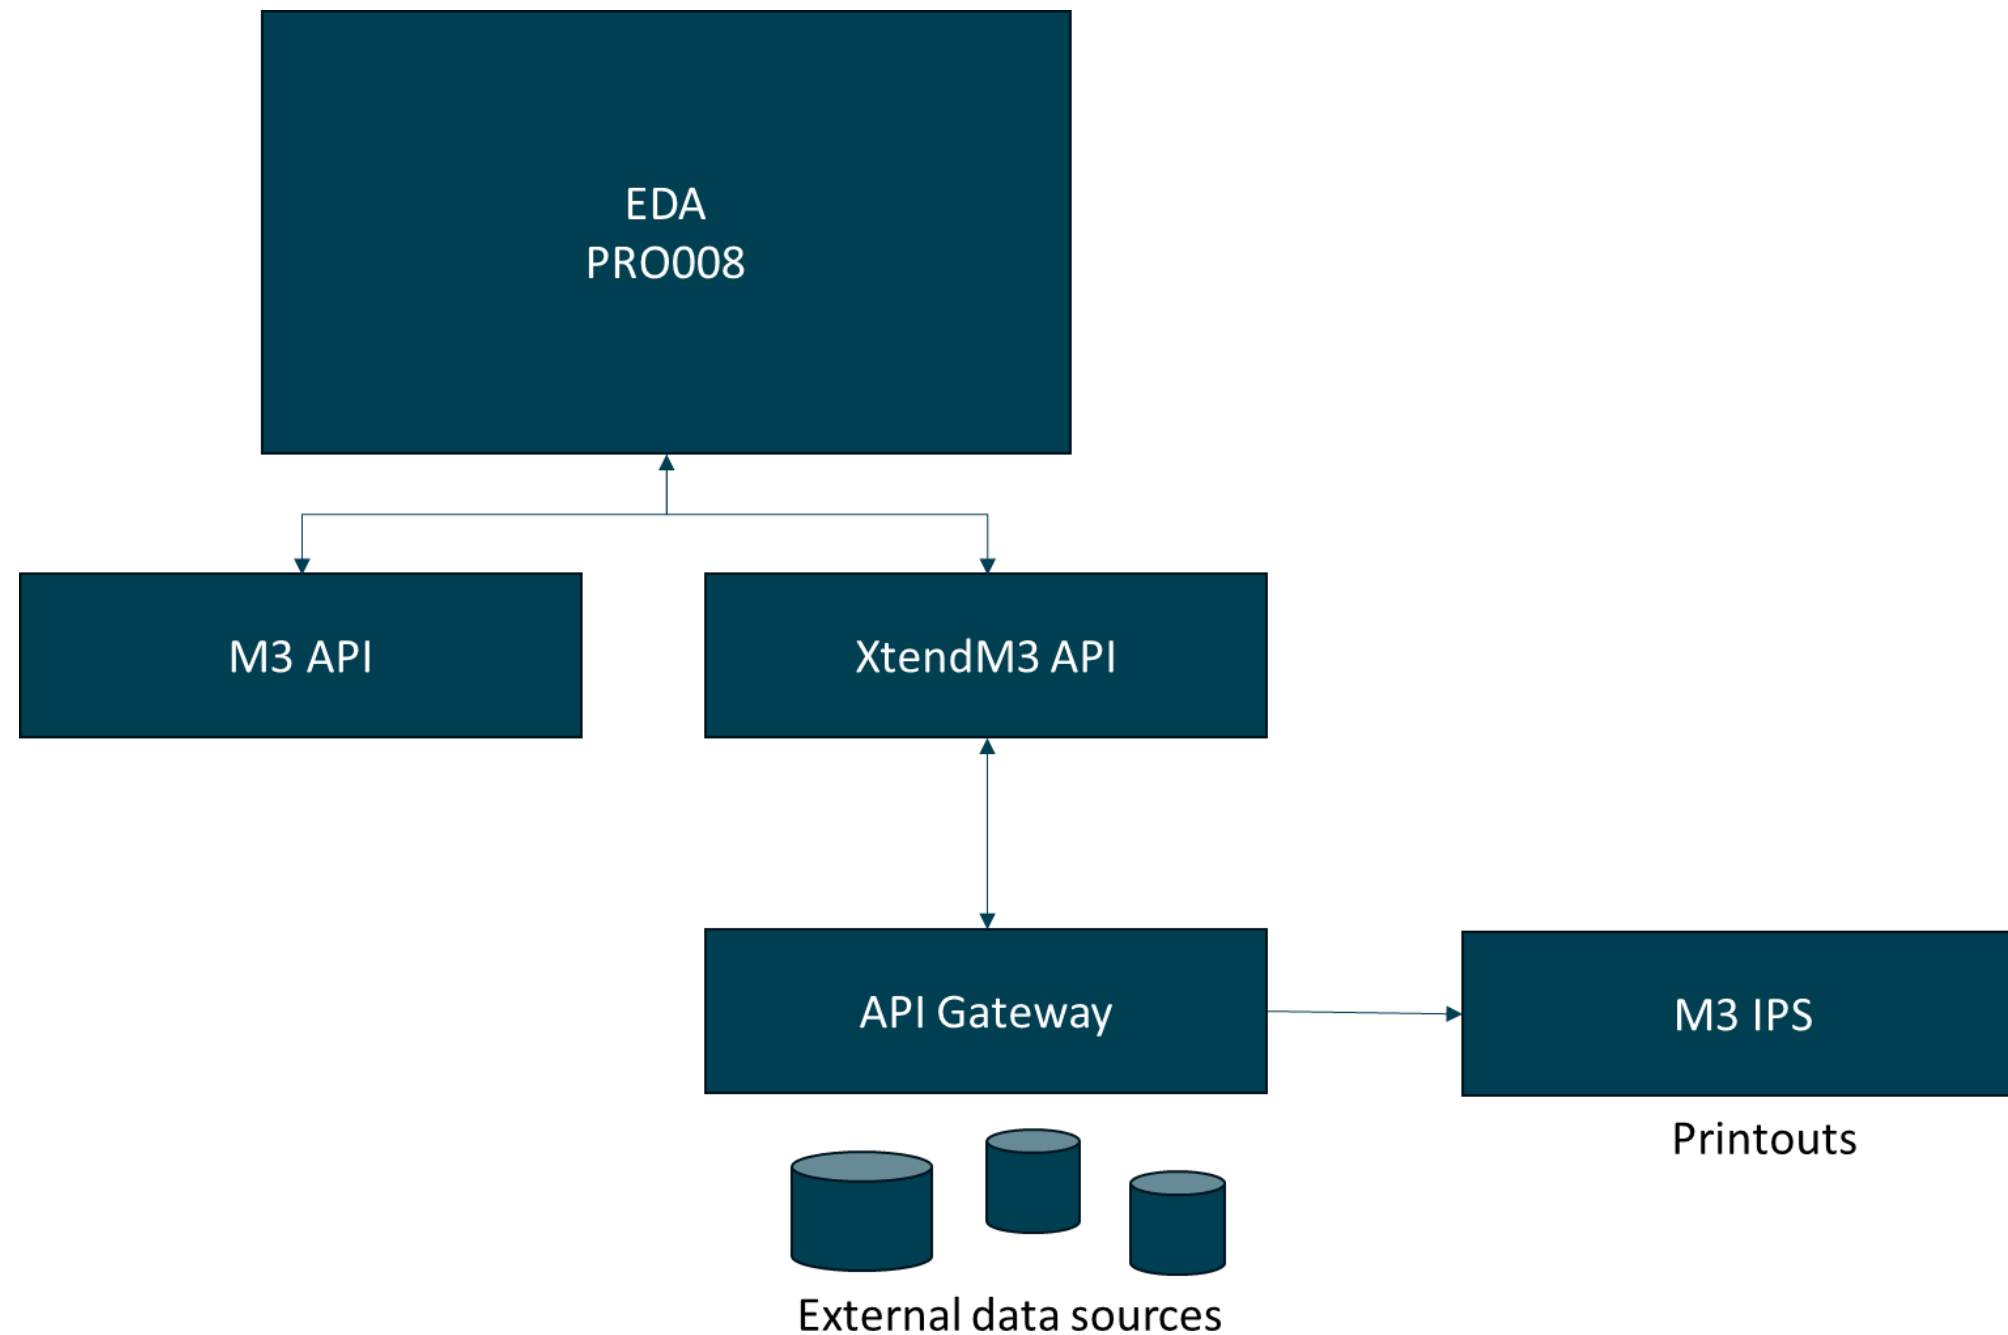 EDA
PRO008
M3 API
XtendM3 API
API Gateway
M3 IPS
Printouts
External data sources